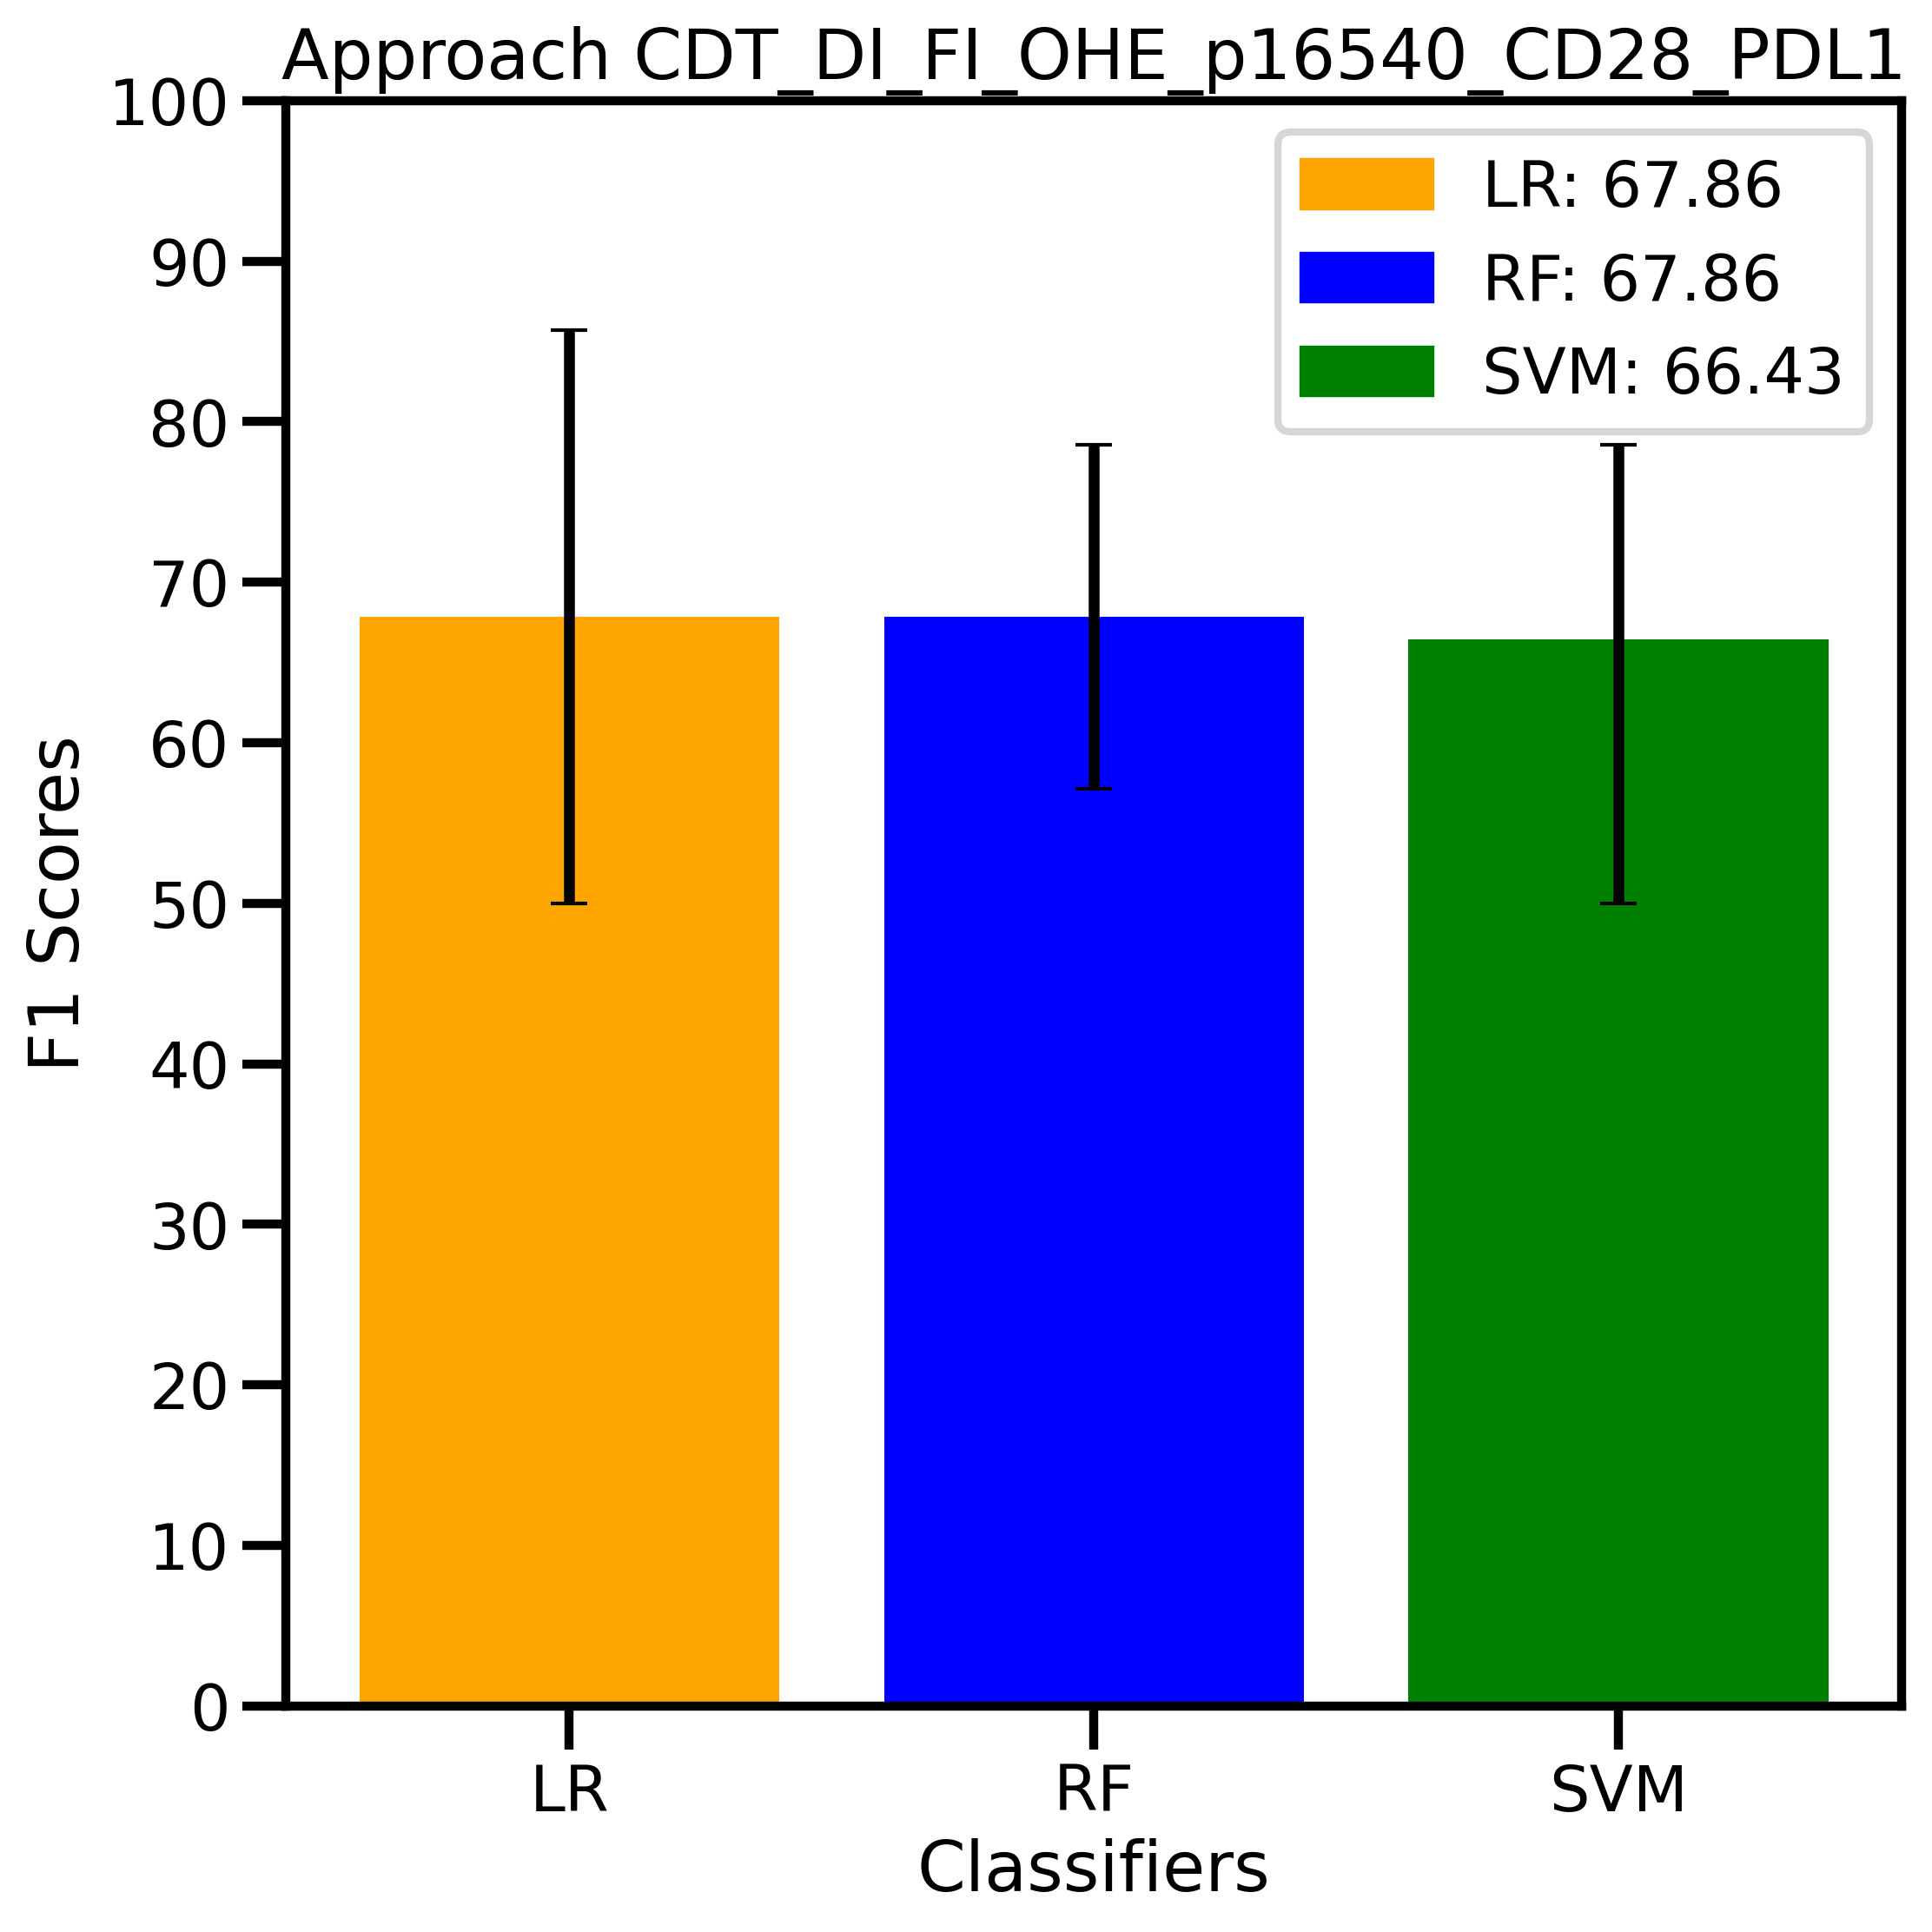 Approach CDT_DI_FI_OHE_p16540_CD28_PDL1
100
90
80
70
60
50
40
30
20
10
0
F1 Scores
LR: 67.86
RF: 67.86
SVM: 66.43
LR
RF
SVM
Classifiers